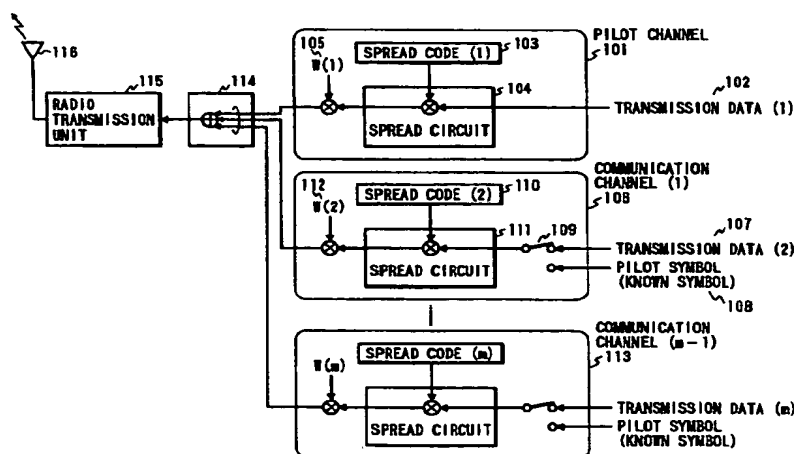 PILOT CHANNEL
101
105
W(1)
SPREAD CODE (1)
103
104
SPREAD CIRCUIT
102
TRANSMISSION DATA (1)
116
115
RADIO
TRANSMISSION
UNIT
114
COMMUNICATION
CHANNEL (1)
106
112
W(2)
SPREAD CODE (2)
110
111
109
SPREAD CIRCUIT
107
TRANSMISSION DATA (2)
PILOT SYMBOL
(KNOWN SYMBOL)
108
COMMUNICATION
CHANNEL (m-1)
113
W(m)
SPREAD CODE (m)
SPREAD CIRCUIT
TRANSMISSION DATA (m)
PILOT SYMBOL
(KNOWN SYMBOL)